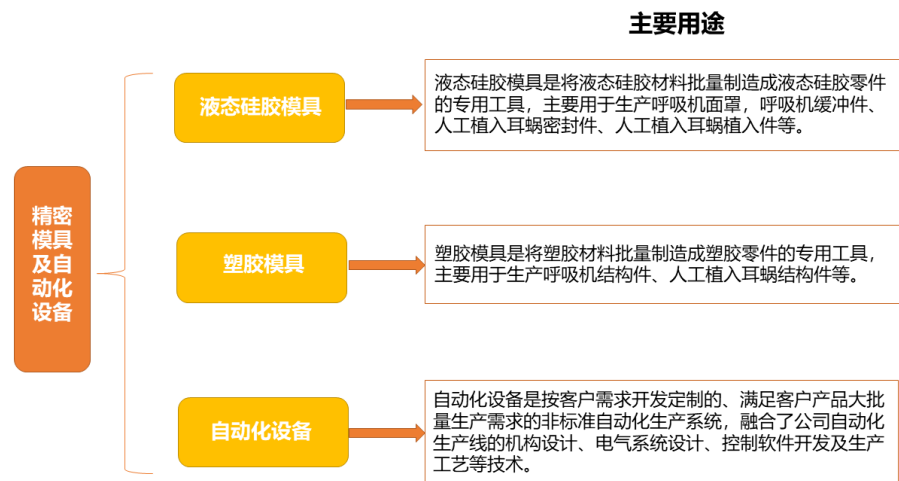 主要用途
精密
模具
及自
动化
设备
液态硅胶模具
液态硅胶模具是将液态硅胶材料批量制造成液态硅胶零件
的专用工具，主要用于生产呼吸机面罩，呼吸机缓冲件、
人工植入耳蜗密封件、人工植入耳蜗植入件等。
塑胶模具
塑胶模具是将塑胶材料批量制造成塑胶零件的专用工具，
主要用于生产呼吸机结构件、人工植入耳蜗结构件等。
自动化设备
自动化设备是按客户需求开发定制的、满足客户产品大批
量生产需求的非标准自动化生产系统，融合了公司自动化
生产线的机构设计、电气系统设计、控制软件开发及生产
工艺等技术。